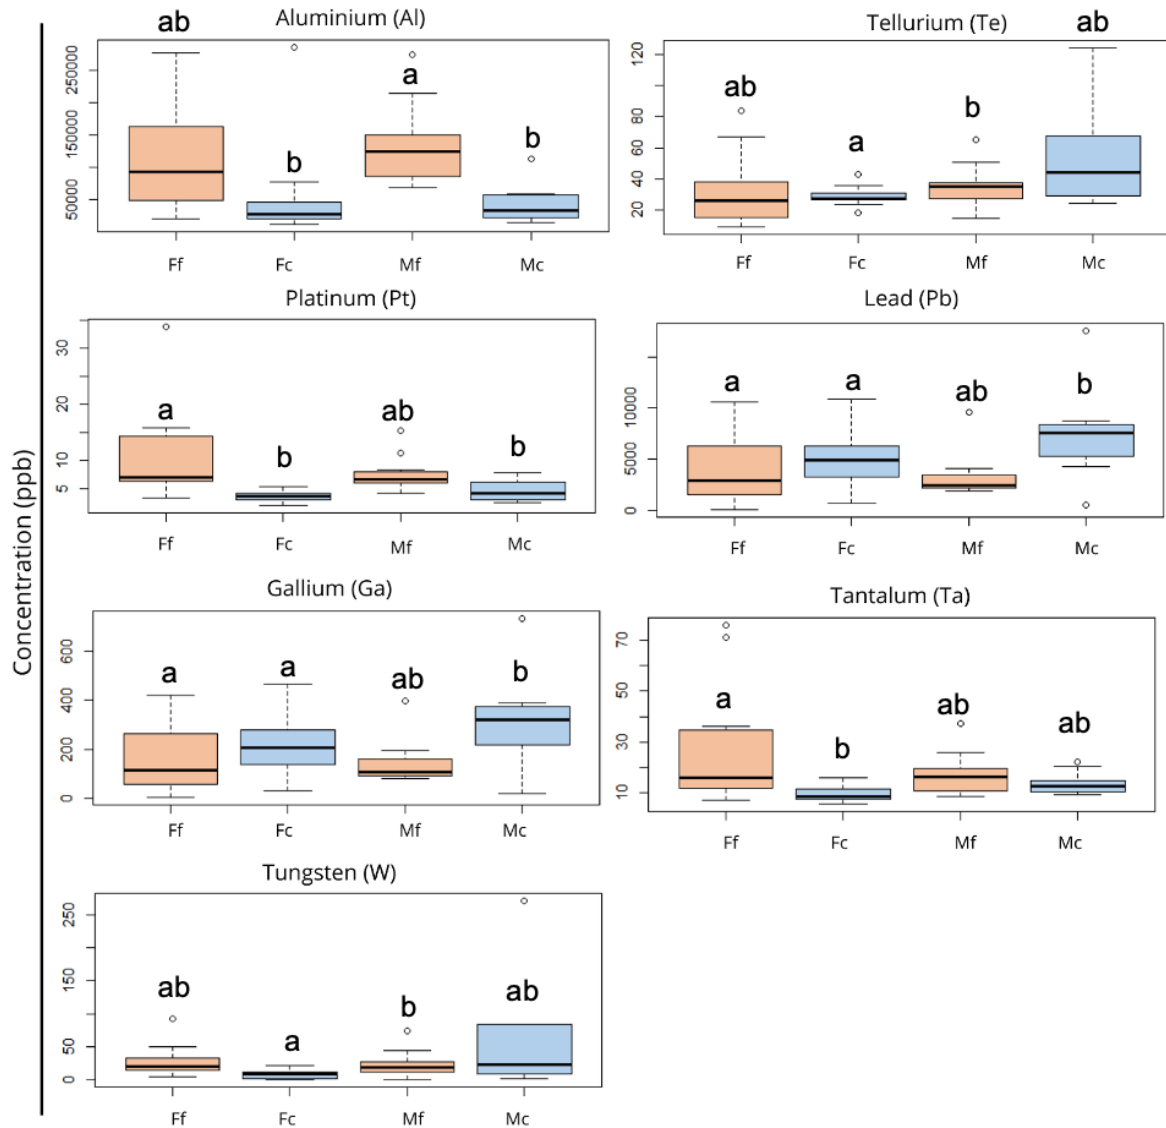 Concentration (ppb)
Aluminium (Al)
ab
b
a
b
50000
150000
250000
Ff
Fc
Mf
Mc
Tellurium (Te)
ab
a
b
ab
20
40
60
80
100
120
Ff
Fc
Mf
Mc
Platinum (Pt)
a
b
ab
b
5
10
20
30
Ff
Fc
Mf
Mc
Lead (Pb)
a
a
ab
b
0
5000
10000
Ff
Fc
Mf
Mc
Gallium (Ga)
a
a
ab
b
0
200
400
600
Ff
Fc
Mf
Mc
Tantalum (Ta)
a
b
ab
ab
10
30
50
70
Ff
Fc
Mf
Mc
Tungsten (W)
ab
a
b
ab
0
50
150
250
Ff
Fc
Mf
Mc